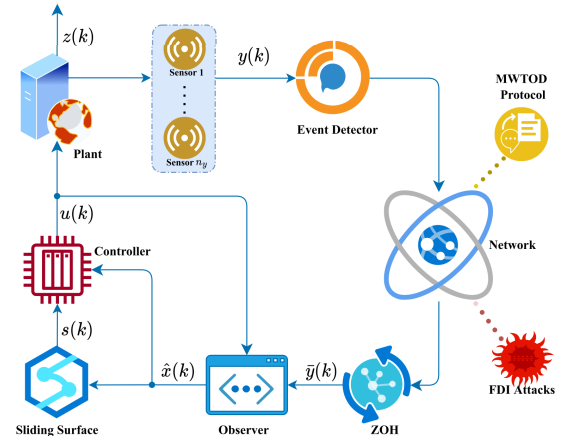 z(k)
Sensor 1
y(k)
Sensor n_y
Event Detector
MWTOD
Protocol
Plant
u(k)
Controller
Network
s(k)
x̂(k)
ȳ(k)
FDI Attacks
Sliding Surface
Observer
ZOH